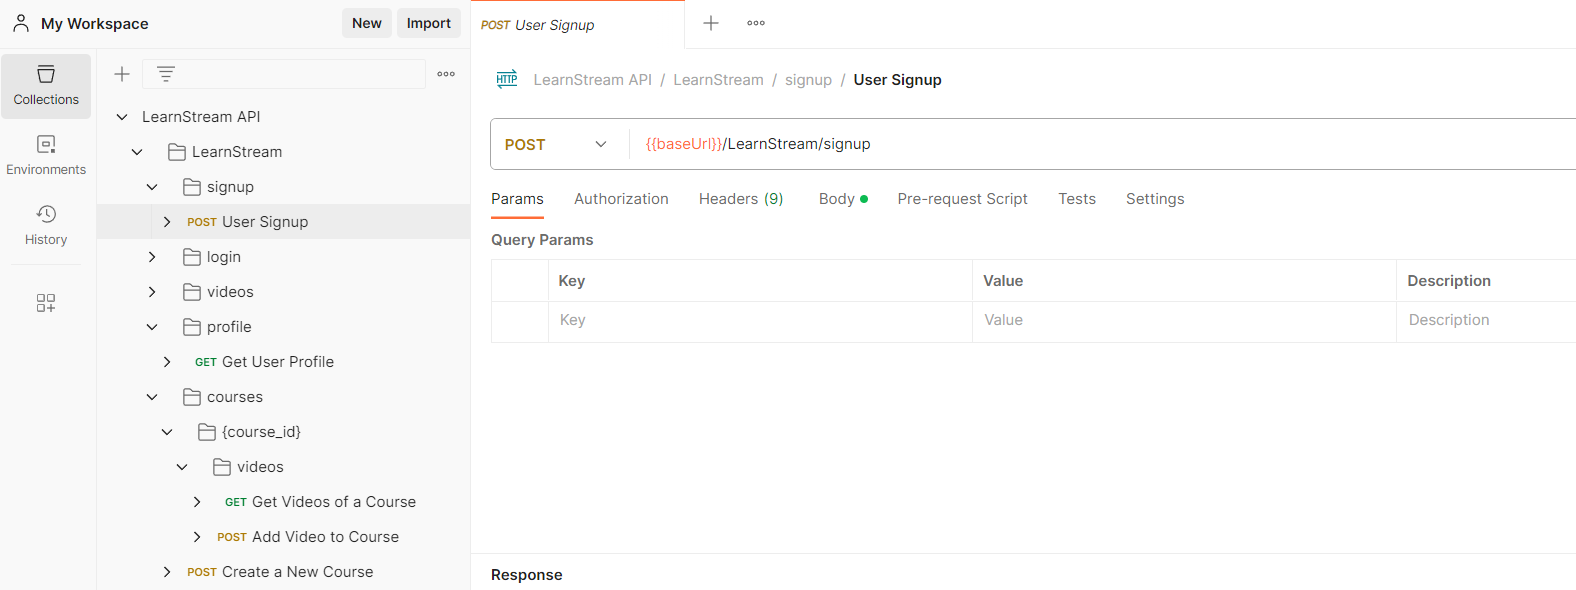 My Workspace
New
Import
Collections
Environments
History
LearnStream API
LearnStream
signup
POST User Signup
login
videos
profile
GET Get User Profile
courses
{course_id}
videos
GET Get Videos of a Course
POST Add Video to Course
POST Create a New Course
POST User Signup
HTTP LearnStream API / LearnStream / signup / User Signup
POST {{baseUrl}}/LearnStream/signup
Params Authorization Headers (9) Body Pre-request Script Tests Settings
Query Params
Key Value Description
Key Value Description
Response